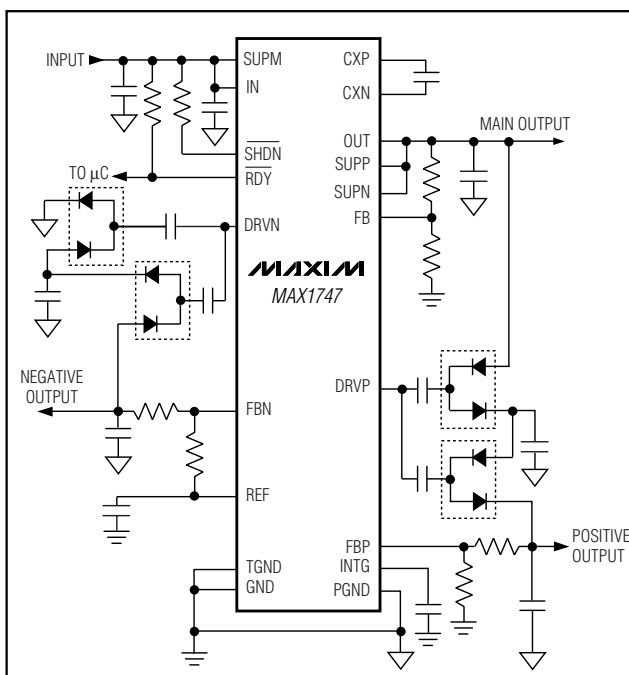 INPUT
SUPM
IN
SHDN
RDY
TO μC
DRVN
NEGATIVE
OUTPUT
FBN
REF
TGND
GND
MAXIM
MAX1747
CXP
CXN
OUT
MAIN OUTPUT
SUPP
SUPN
FB
DRVP
FBP
POSITIVE
OUTPUT
INTG
PGND